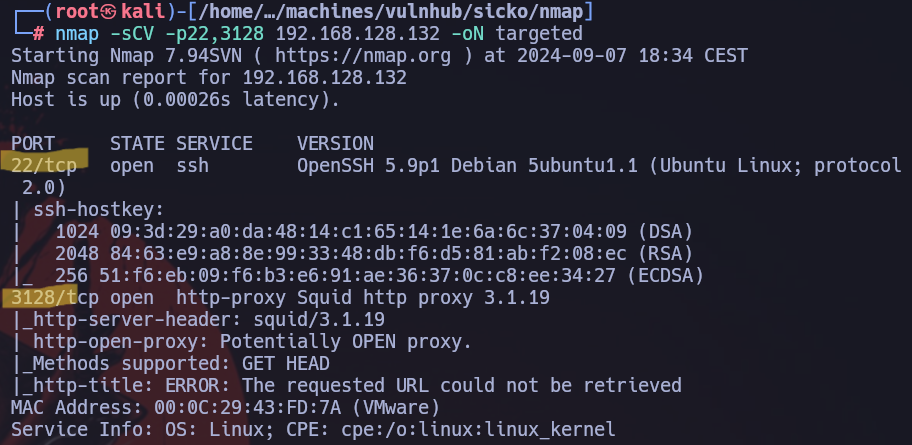 ┌──(root㉿kali)-[/home/…/machines/vulnhub/sicko/nmap]
└─# nmap -sCV -p22,3128 192.168.128.132 -oN targeted
Starting Nmap 7.94SVN ( https://nmap.org ) at 2024-09-07 18:34 CEST
Nmap scan report for 192.168.128.132
Host is up (0.00026s latency).
PORT     STATE SERVICE    VERSION
22/tcp   open  ssh        OpenSSH 5.9p1 Debian 5ubuntu1.1 (Ubuntu Linux; protocol
 2.0)
| ssh-hostkey:
|   1024 09:3d:29:a0:da:48:14:c1:65:14:1e:6a:6c:37:04:09 (DSA)
|   2048 84:63:e9:a8:8e:99:33:48:db:f6:d5:81:ab:f2:08:ec (RSA)
|_  256 51:f6:eb:09:f6:b3:e6:91:ae:36:37:0c:c8:ee:34:27 (ECDSA)
3128/tcp open  http-proxy Squid http proxy 3.1.19
|_http-server-header: squid/3.1.19
| http-open-proxy: Potentially OPEN proxy.
|_Methods supported: GET HEAD
|_http-title: ERROR: The requested URL could not be retrieved
MAC Address: 00:0C:29:43:FD:7A (VMware)
Service Info: OS: Linux; CPE: cpe:/o:linux:linux_kernel